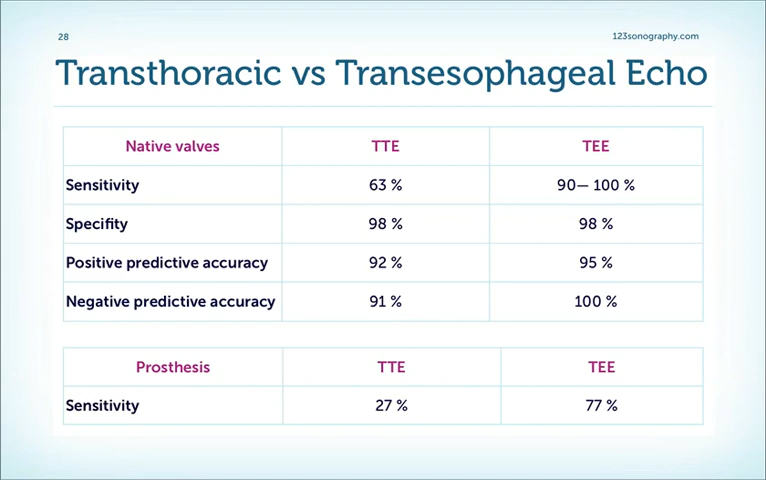 28
123sonography.com
Transthoracic vs Transesophageal Echo
Native valves TTE TEE
Sensitivity 63 % 90— 100 %
Specifity 98 % 98 %
Positive predictive accuracy 92 % 95 %
Negative predictive accuracy 91 % 100 %
Prosthesis TTE TEE
Sensitivity 27 % 77 %